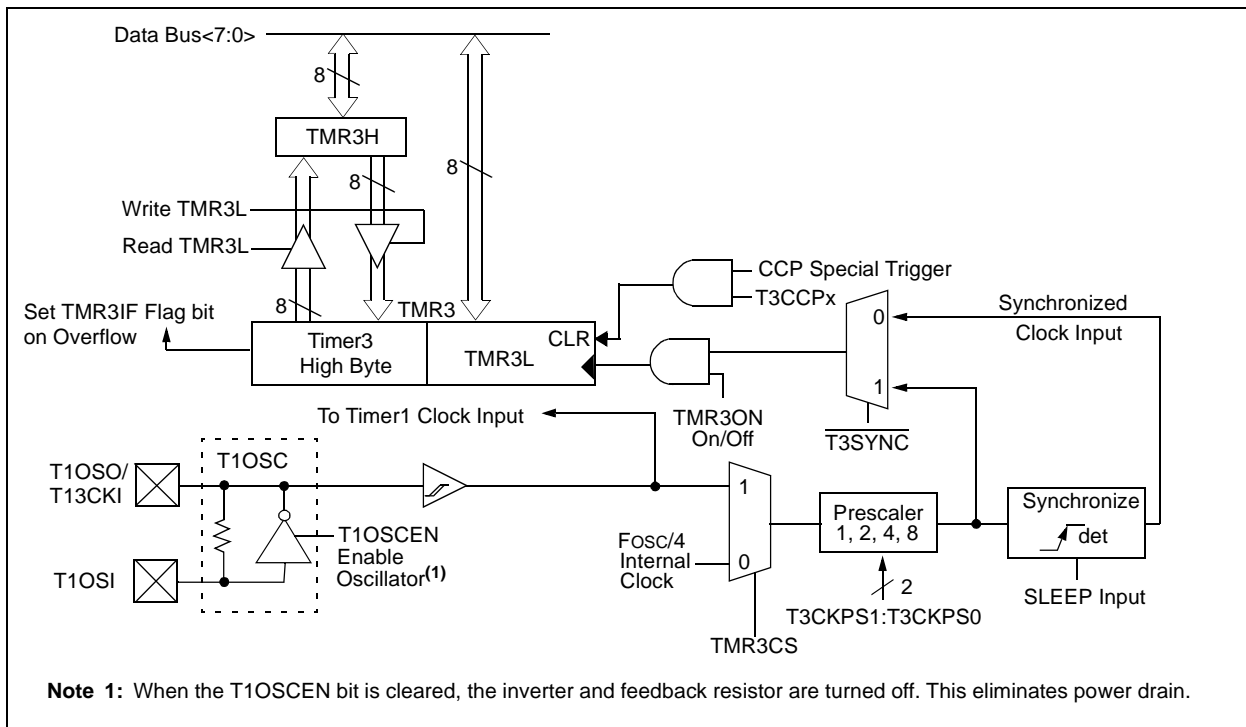 Data Bus<7:0>
8
TMR3H
8
8
Write TMR3L
Read TMR3L
8
TMR3
CCP Special Trigger
T3CCPx
Set TMR3IF Flag bit
on Overflow
Timer3
High Byte
TMR3L
CLR
0
1
Synchronized
Clock Input
TMR3ON
On/Off
T3SYNC
To Timer1 Clock Input
T1OSC
T1OSO/
T13CKI
T1OSI
T1OSCEN
Enable
Oscillator(1)
FOSC/4
Internal
Clock
1
0
TMR3CS
Prescaler
1, 2, 4, 8
2
T3CKPS1:T3CKPS0
Synchronize
det
SLEEP Input
Note 1: When the T1OSCEN bit is cleared, the inverter and feedback resistor are turned off. This eliminates power drain.